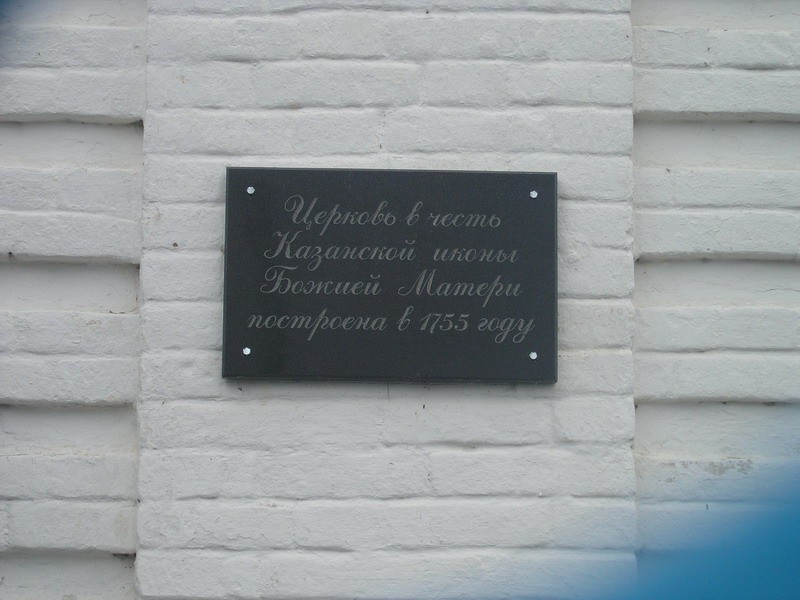 Церковь в честь
Казанской иконы
Божией Матери
построена в 1755 году